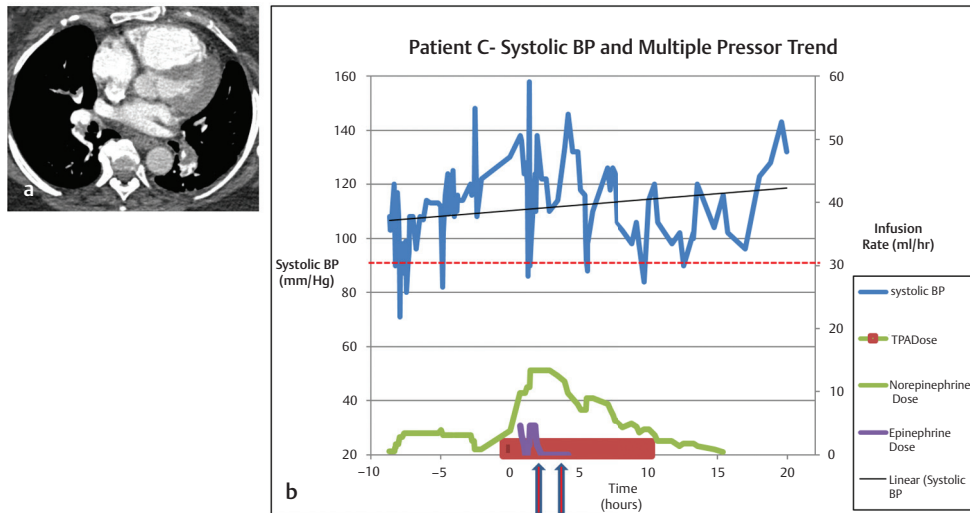 a
Patient C- Systolic BP and Multiple Pressor Trend
160
140
120
100
80
60
40
20
Systolic BP
(mm/Hg)
60
50
40
30
20
10
0
Infusion
Rate (ml/hr)
−10
−5
0
5
10
15
20
Time
(hours)
b
systolic BP
TPADose
Norepinephrine
Dose
Epinephrine
Dose
Linear (Systolic
BP